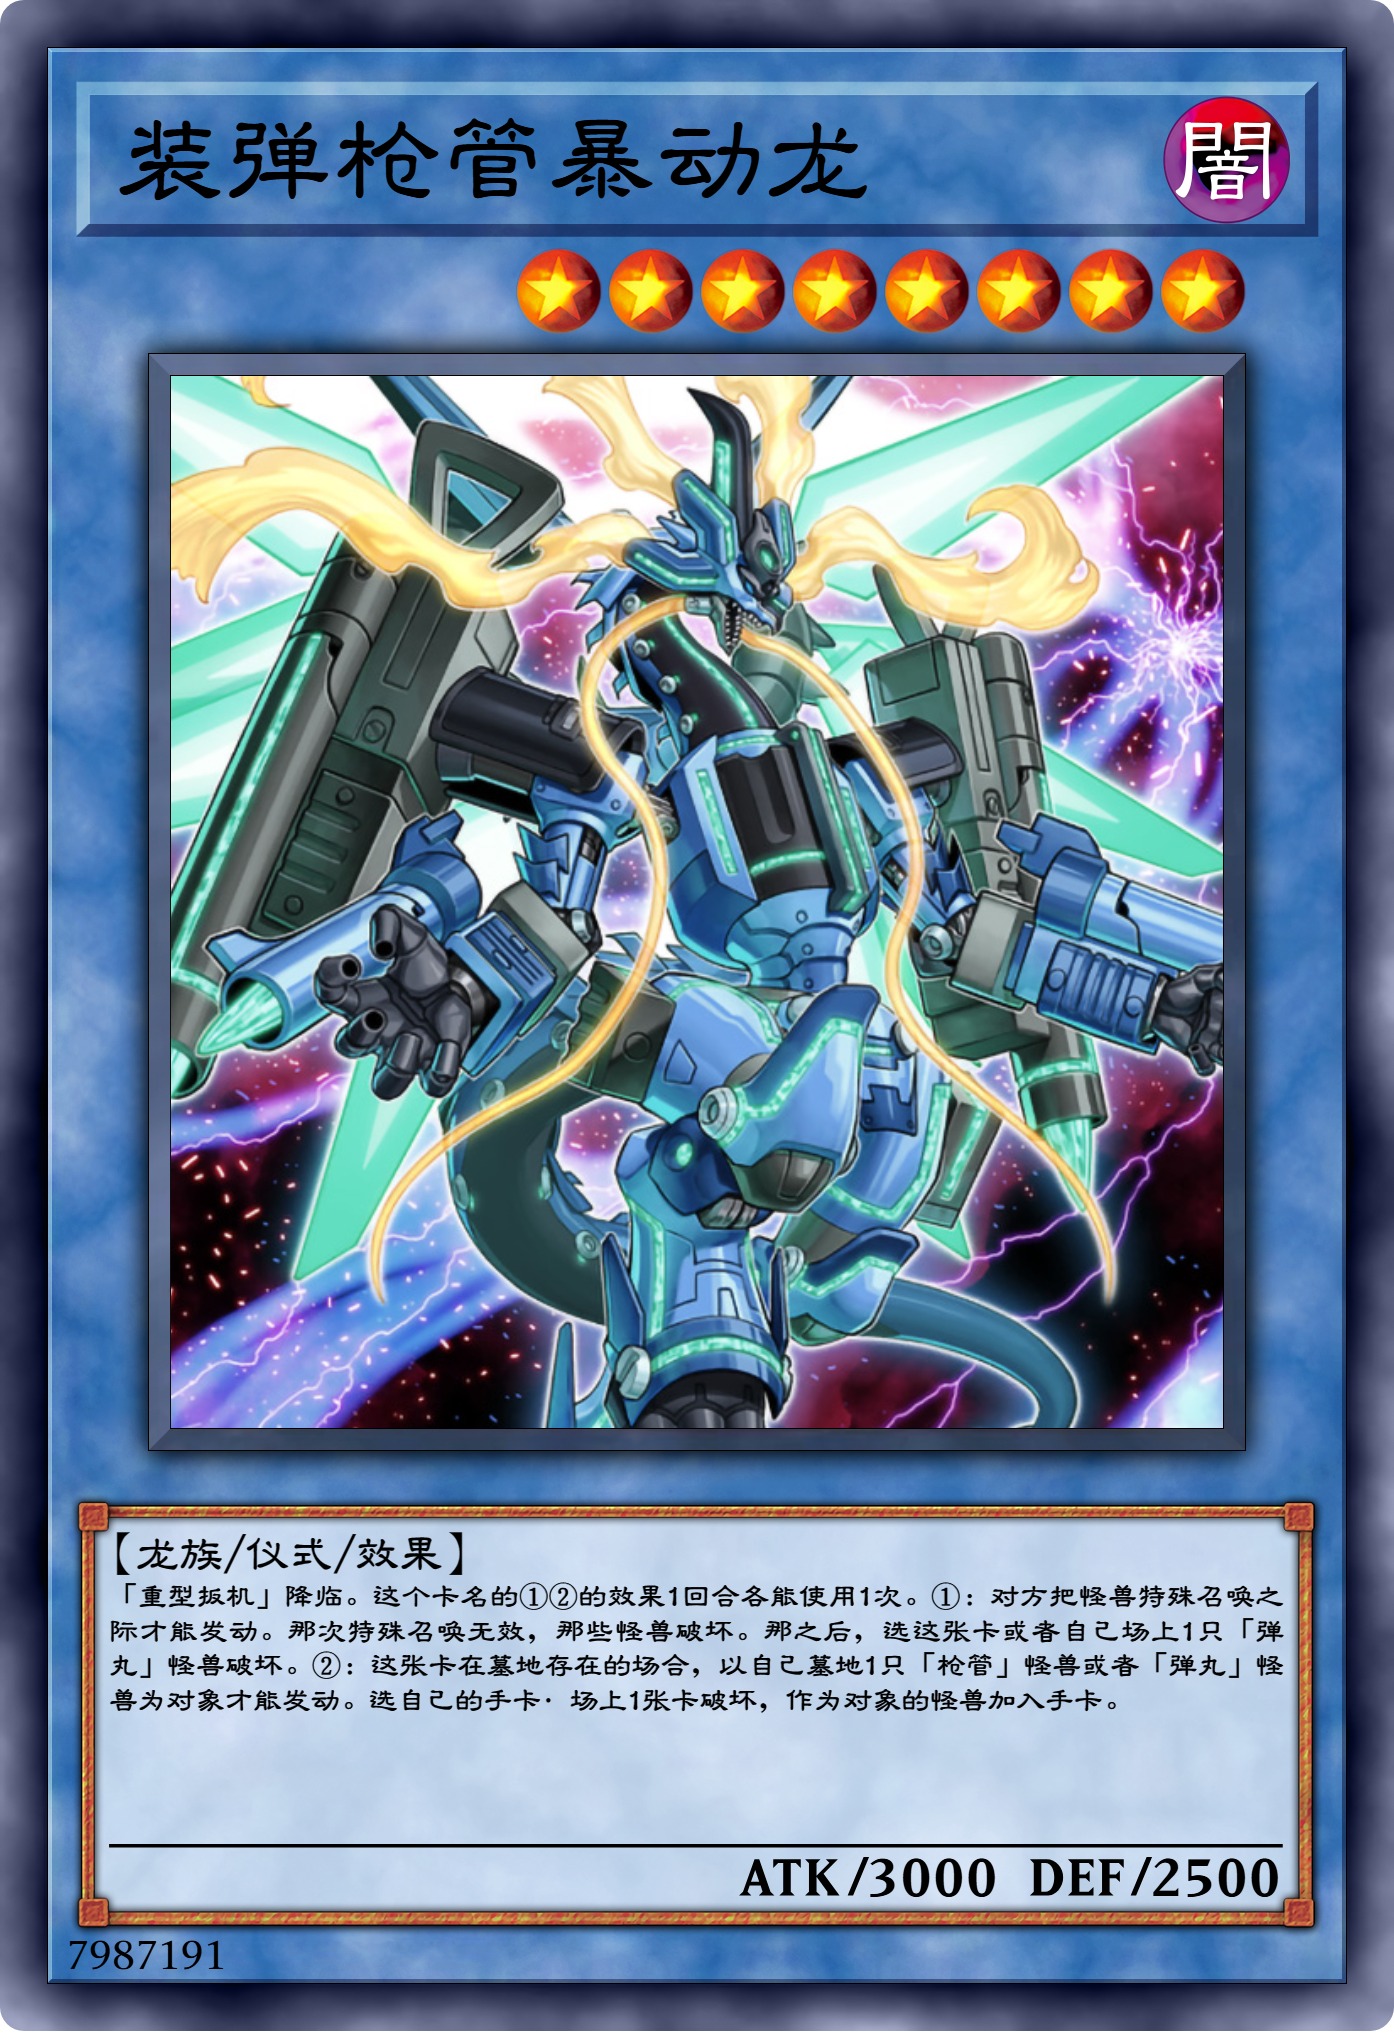 装弹枪管暴动龙
闇
【龙族/仪式/效果】
「重型扳机」降临。这个卡名的①②的效果1回合各能使用1次。①：对方把怪兽特殊召唤之
际才能发动。那次特殊召唤无效，那些怪兽破坏。那之后，选这张卡或者自己场上1只「弹
丸」怪兽破坏。②：这张卡在墓地存在的场合，以自己墓地1只「枪管」怪兽或者「弹丸」怪
兽为对象才能发动。选自己的手卡·场上1张卡破坏，作为对象的怪兽加入手卡。
ATK/3000 DEF/2500
7987191